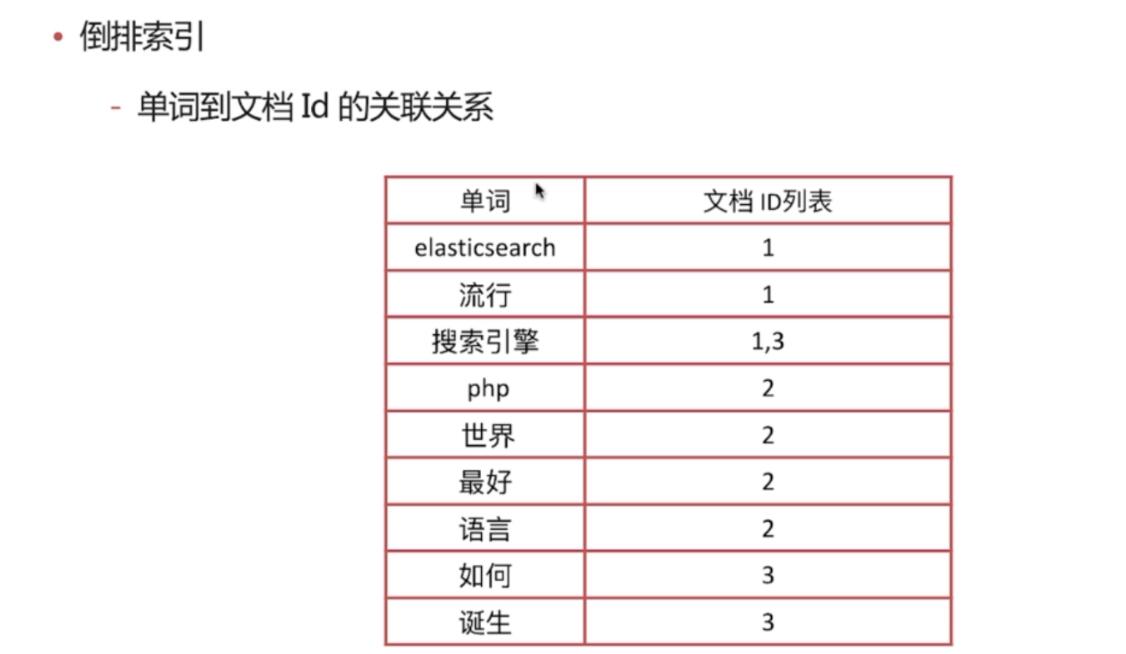 • 倒排索引
- 单词到文档 Id 的关联关系
单词 文档 ID列表
elasticsearch 1
流行 1
搜索引擎 1,3
php 2
世界 2
最好 2
语言 2
如何 3
诞生 3